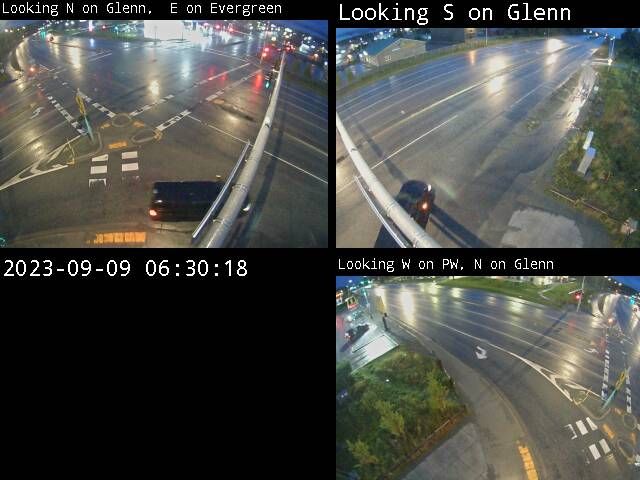 Looking N on Glenn, E on Evergreen
Looking S on Glenn
2023-09-09 06:30:18
Looking W on PW, N on Glenn